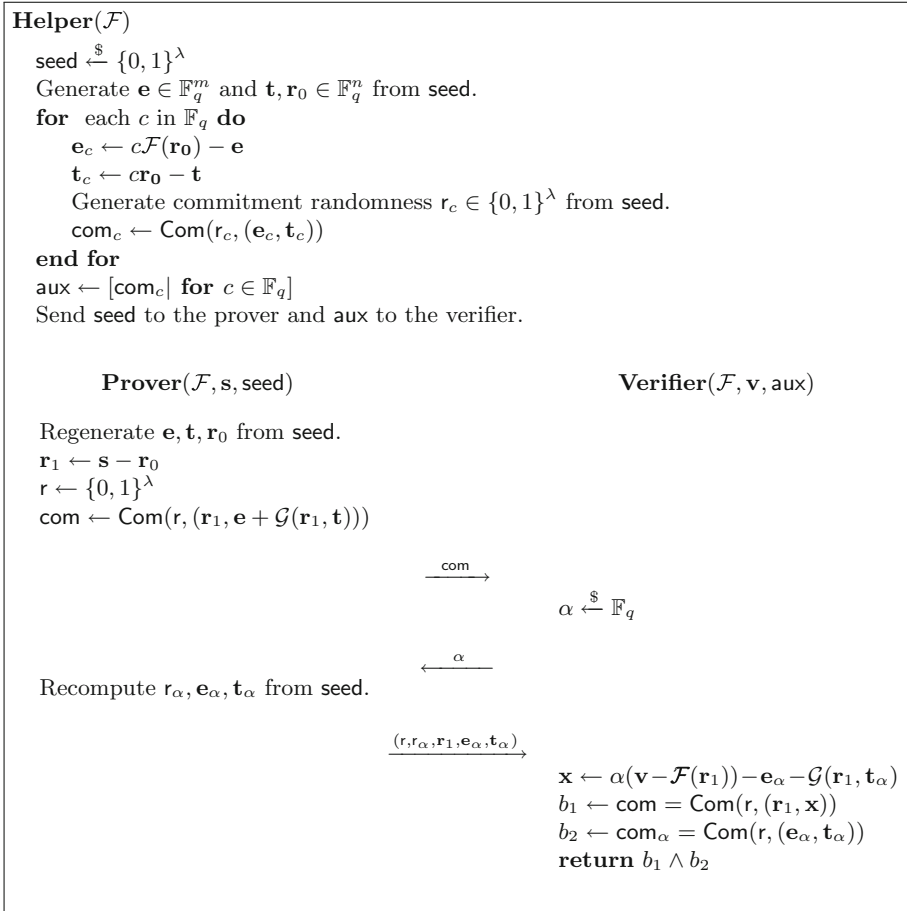 Helper(𝓕)
seed $← {0, 1}^λ
Generate e ∈ 𝔽_q^m and t, r_0 ∈ 𝔽_q^n from seed.
for each c in 𝔽_q do
e_c ← c𝓕(r_0) − e
t_c ← cr_0 − t
Generate commitment randomness r_c ∈ {0, 1}^λ from seed.
com_c ← Com(r_c, (e_c, t_c))
end for
aux ← [com_c| for c ∈ 𝔽_q]
Send seed to the prover and aux to the verifier.
Prover(𝓕, s, seed) Verifier(𝓕, v, aux)
Regenerate e, t, r_0 from seed.
r_1 ← s − r_0
r ← {0, 1}^λ
com ← Com(r, (r_1, e + 𝓖(r_1, t)))
com →
α $← 𝔽_q
← α
Recompute r_α, e_α, t_α from seed.
(r,r_α,r_1,e_α,t_α) →
x ← α(v−𝓕(r_1))−e_α−𝓖(r_1, t_α)
b_1 ← com = Com(r, (r_1, x))
b_2 ← com_α = Com(r, (e_α, t_α))
return b_1 ∧ b_2